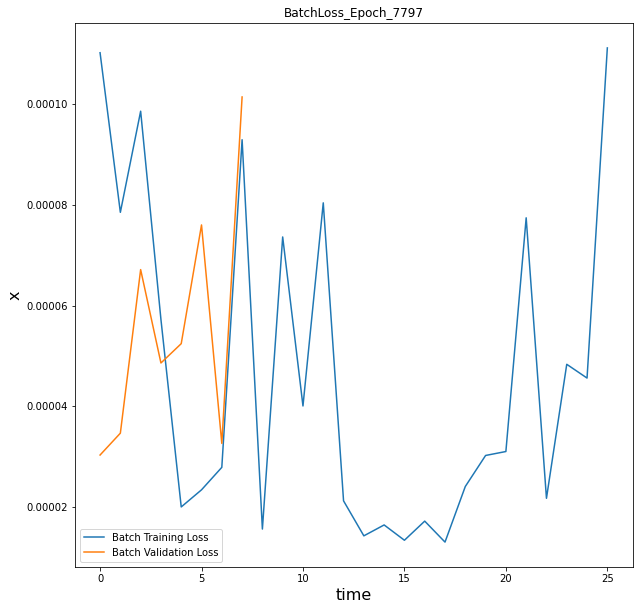 BatchLoss_Epoch_7797
x
0.00010
0.00008
0.00006
0.00004
0.00002
Batch Training Loss
Batch Validation Loss
0 5 10 15 20 25
time